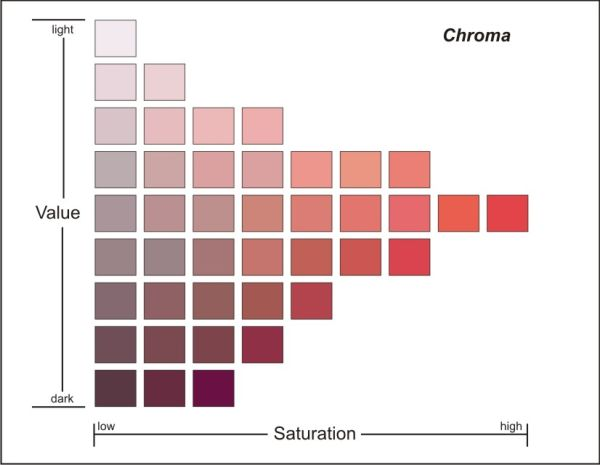 light
Chroma
Value
dark
low
high
Saturation